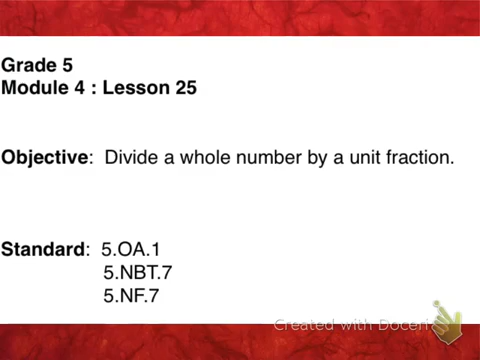 Grade 5
Module 4 : Lesson 25
Objective:  Divide a whole number by a unit fraction.
Standard:  5.OA.1
5.NBT.7
5.NF.7
Created with Doceri